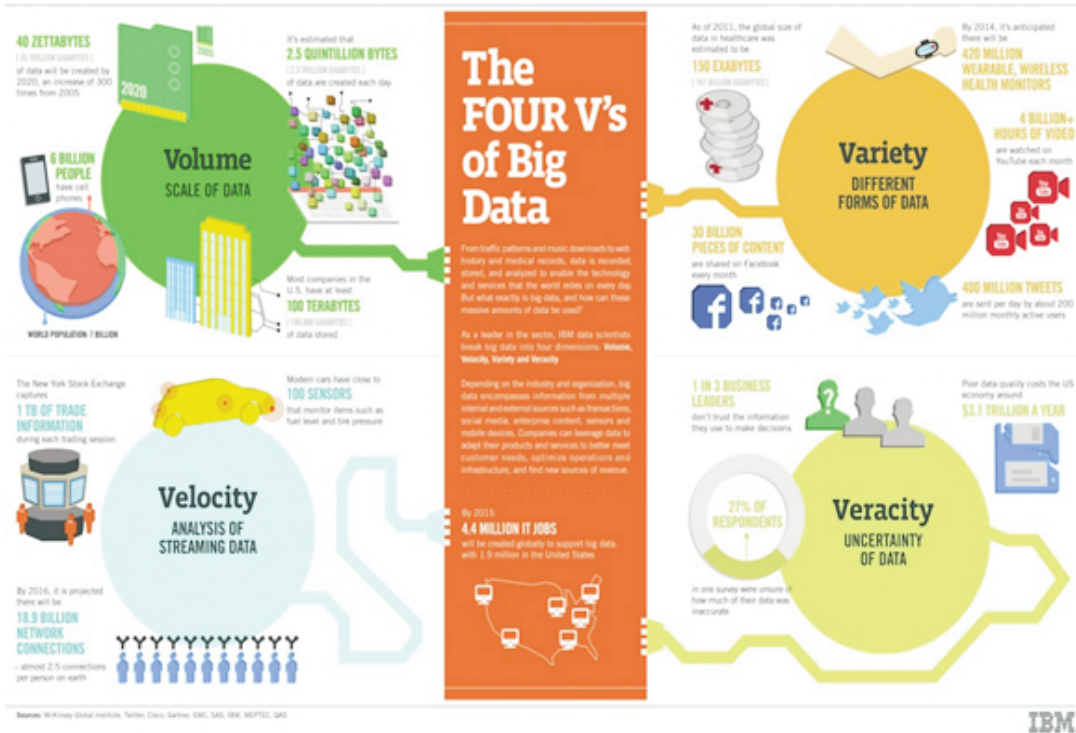 40 ZETTABYTES
[ 43 TRILLION GIGABYTES ]
of data will be created by
2020, an increase of 300
times from 2005
2005
2020
It's estimated that
2.5 QUINTILLION BYTES
[ 2.3 TRILLION GIGABYTES ]
of data are created each day
6 BILLION
PEOPLE
have cell
phones
WORLD POPULATION: 7 BILLION
Volume
SCALE OF DATA
Most companies in the
U.S. have at least
100 TERABYTES
[ 100,000 GIGABYTES ]
of data stored
The New York Stock Exchange
captures
1 TB OF TRADE
INFORMATION
during each trading session
Modern cars have close to
100 SENSORS
that monitor items such as
fuel level and tire pressure
Velocity
ANALYSIS OF
STREAMING DATA
By 2016, it is projected
there will be
18.9 BILLION
NETWORK
CONNECTIONS
– almost 2.5 connections
per person on earth
The
FOUR V's
of Big
Data
From traffic patterns and music downloads to web
history and medical records, data is recorded,
stored, and analyzed to enable the technology
and services that the world relies on every day.
But what exactly is big data, and how can these
massive amounts of data be used?
As a leader in the sector, IBM data scientists
break big data into four dimensions: Volume,
Velocity, Variety and Veracity
Depending on the industry and organization, big
data encompasses information from multiple
internal and external sources such as transactions,
social media, enterprise content, sensors and
mobile devices. Companies can leverage data to
adapt their products and services to better meet
customer needs, optimize operations and
infrastructure, and find new sources of revenue.
By 2015
4.4 MILLION IT JOBS
will be created globally to support big data,
with 1.9 million in the United States
As of 2011, the global size of
data in healthcare was
estimated to be
150 EXABYTES
[ 161 BILLION GIGABYTES ]
By 2014, it's anticipated
there will be
420 MILLION
WEARABLE, WIRELESS
HEALTH MONITORS
4 BILLION+
HOURS OF VIDEO
are watched on
YouTube each month
Variety
DIFFERENT
FORMS OF DATA
30 BILLION
PIECES OF CONTENT
are shared on Facebook
every month
400 MILLION TWEETS
are sent per day by about 200
million monthly active users
1 IN 3 BUSINESS
LEADERS
don't trust the information
they use to make decisions
Poor data quality costs the US
economy around
$3.1 TRILLION A YEAR
27% OF
RESPONDENTS
in one survey were unsure of
how much of their data was
inaccurate
Veracity
UNCERTAINTY
OF DATA
Sources: McKinsey Global Institute, Twitter, Cisco, Gartner, EMC, SAS, IBM, MEPTEC, QAS
IBM